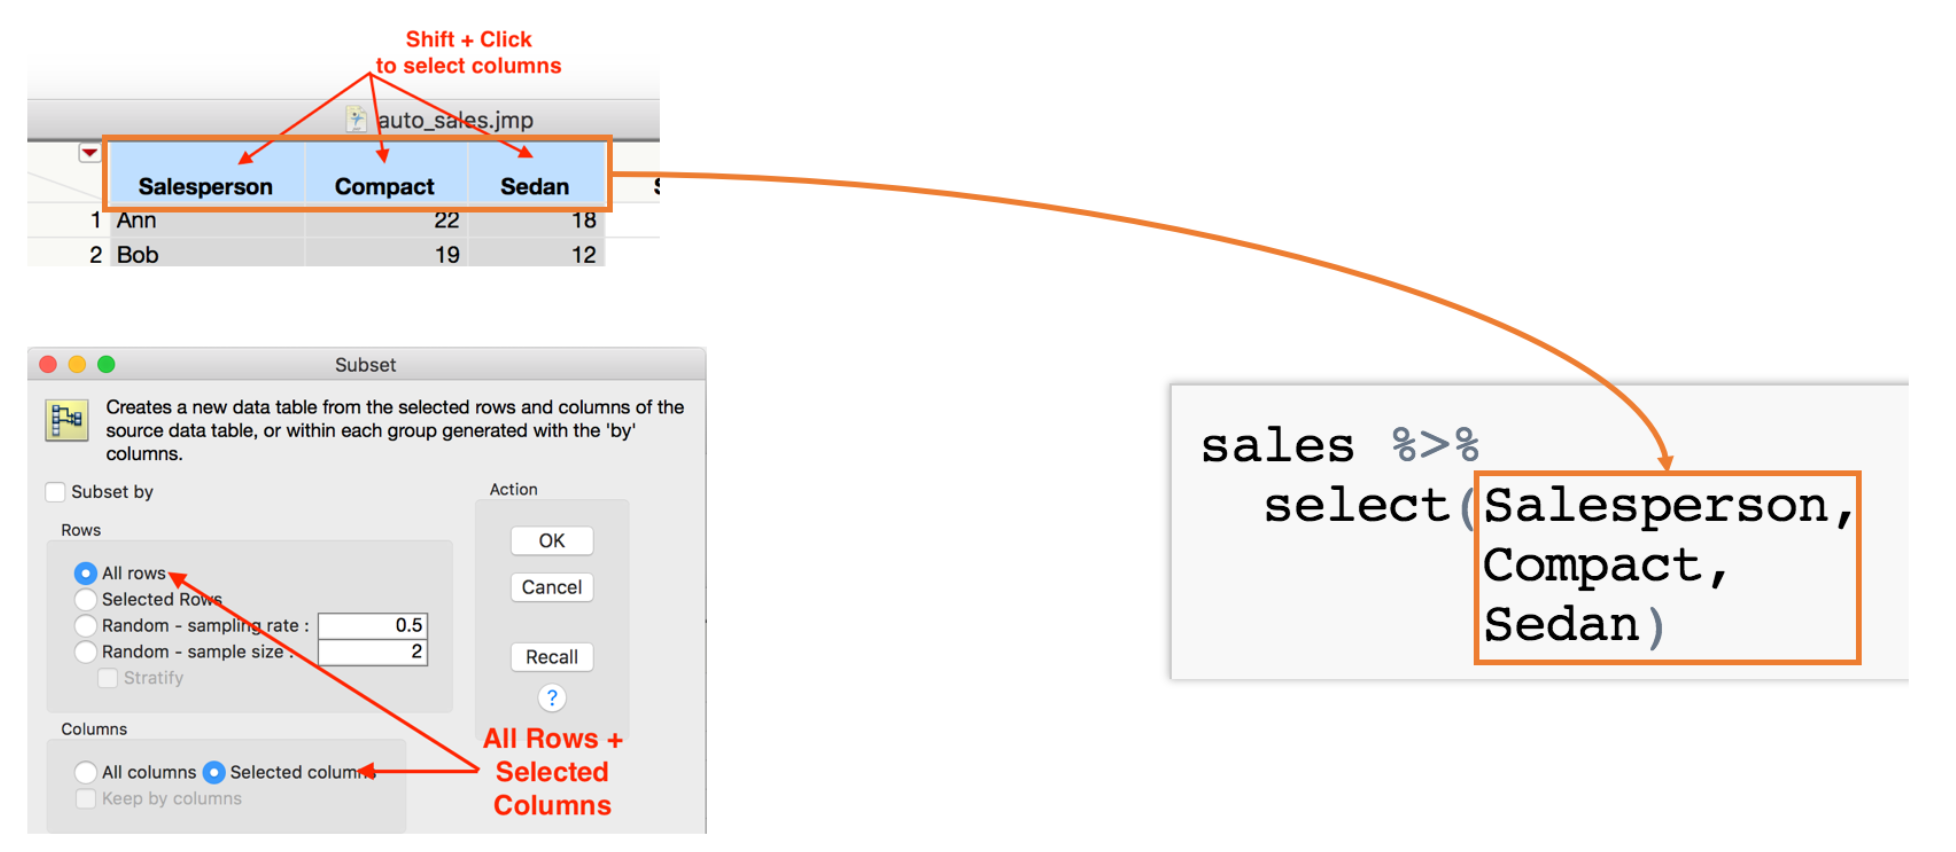 Shift + Click
to select columns
auto_sales.jmp
Salesperson Compact Sedan
1 Ann 22 18
2 Bob 19 12
Subset
Creates a new data table from the selected rows and columns of the
source data table, or within each group generated with the 'by'
columns.
Subset by
Action
Rows
OK
All rows
Cancel
Selected Rows
Random - sampling rate : 0.5
Random - sample size : 2
Recall
Stratify
?
Columns
All Rows +
Selected
Columns
All columns Selected columns
Keep by columns
sales %>%
select(Salesperson,
Compact,
Sedan)